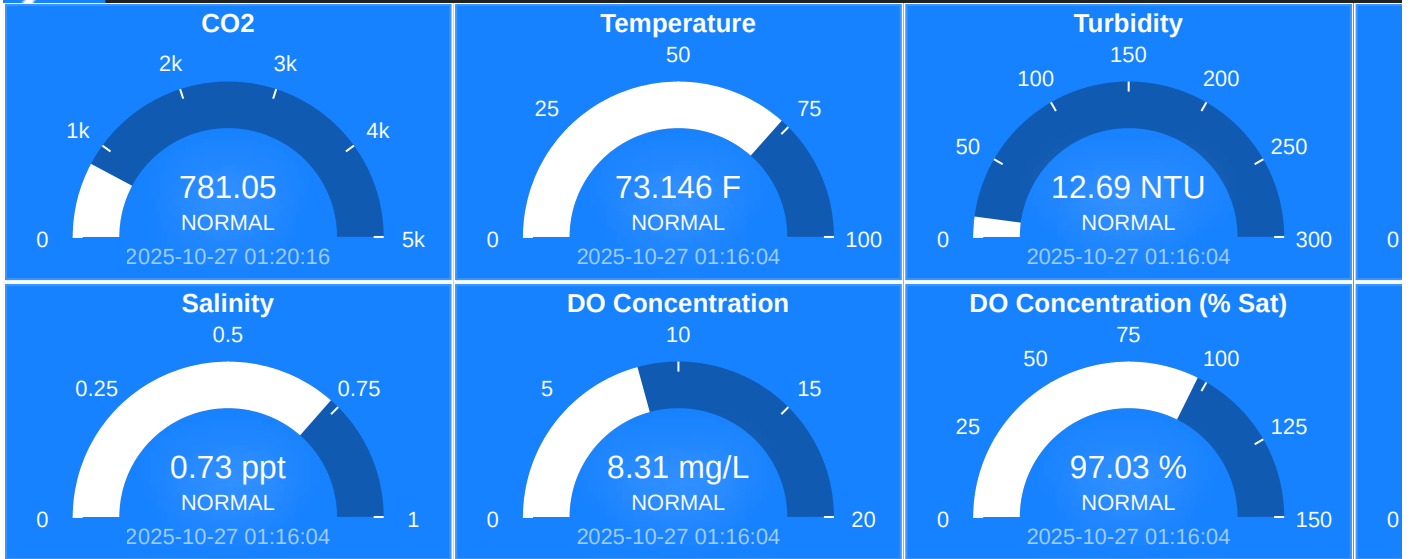 CO2
2k
3k
1k
4k
781.05
NORMAL
0
5k
2025-10-27 01:20:16
Temperature
50
25
75
73.146 F
NORMAL
0
100
2025-10-27 01:16:04
Turbidity
150
100
200
50
250
12.69 NTU
NORMAL
0
300
2025-10-27 01:16:04
0
Salinity
0.5
0.25
0.75
0.73 ppt
NORMAL
0
1
2025-10-27 01:16:04
DO Concentration
10
5
15
8.31 mg/L
NORMAL
0
20
2025-10-27 01:16:04
DO Concentration (% Sat)
75
50
100
25
125
97.03 %
NORMAL
0
150
2025-10-27 01:16:04
0